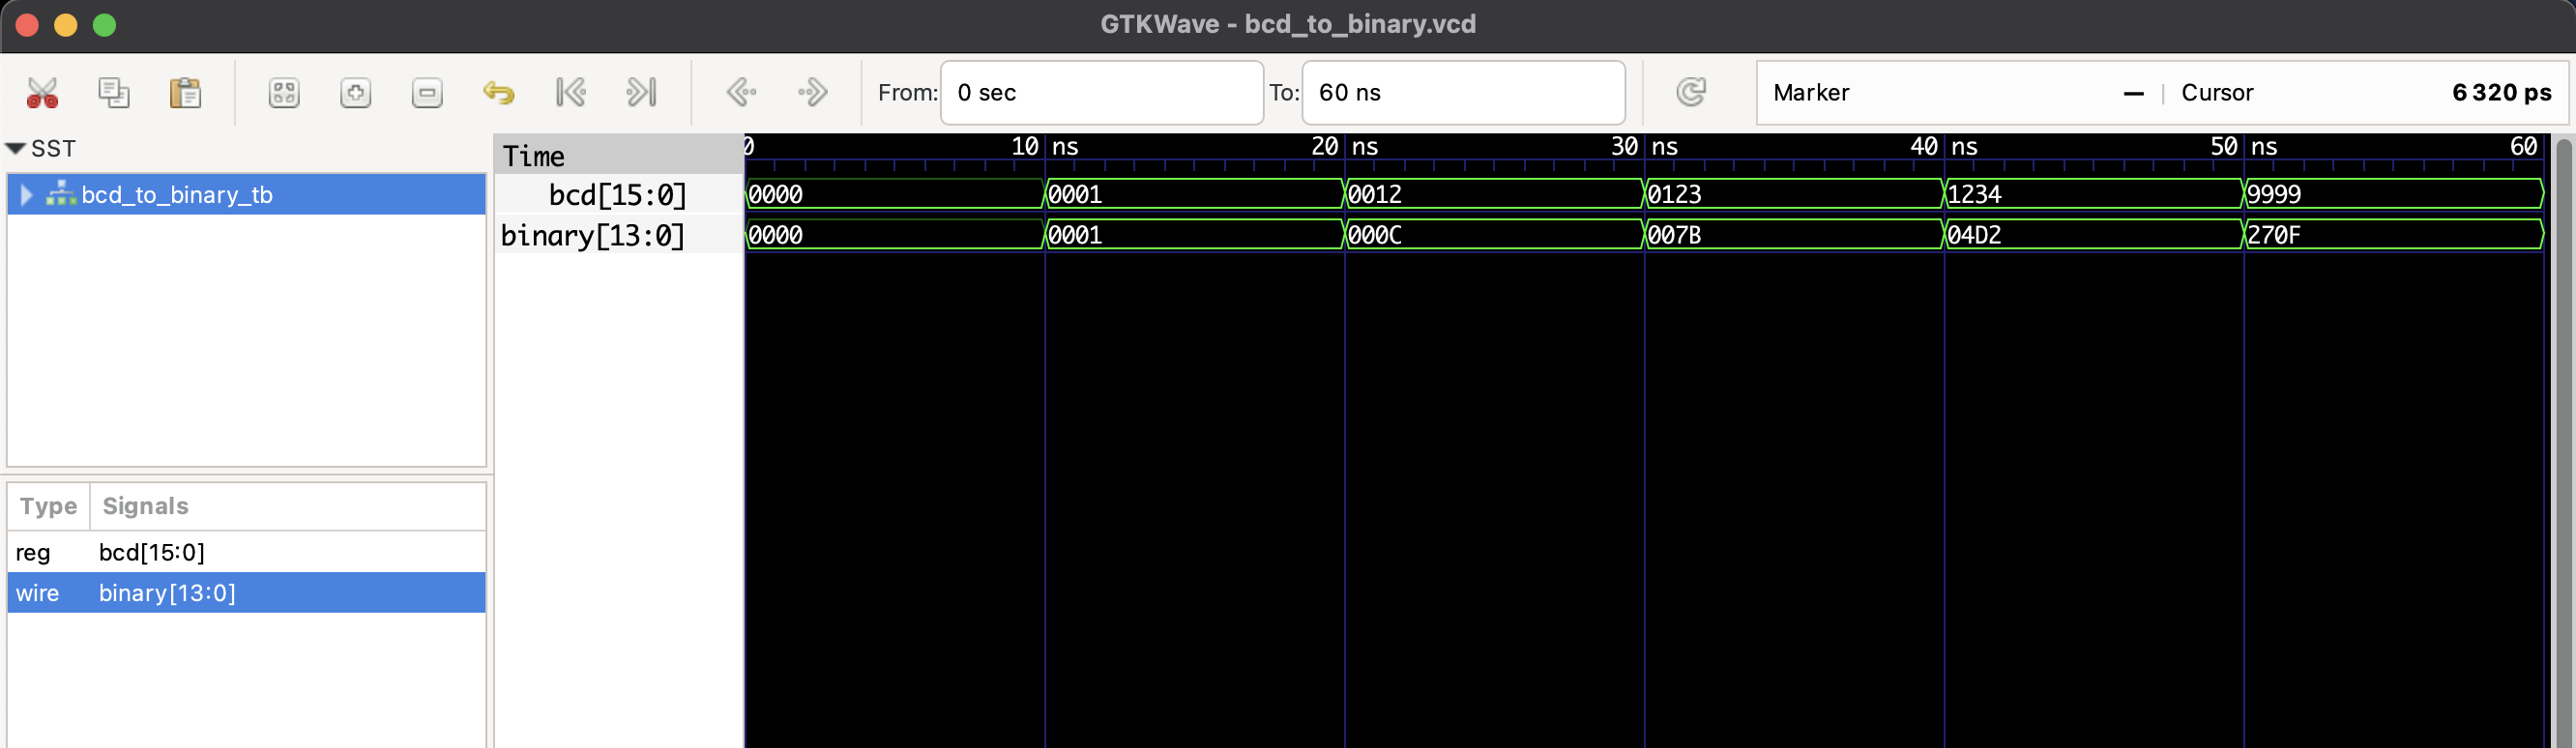 GTKWave - bcd_to_binary.vcd
From: 0 sec To: 60 ns Marker — | Cursor 6 320 ps
SST
bcd_to_binary_tb
Type Signals
reg bcd[15:0]
wire binary[13:0]
Time 0 10 ns 20 ns 30 ns 40 ns 50 ns 60
bcd[15:0] 0000 0001 0012 0123 1234 9999
binary[13:0] 0000 0001 000C 007B 04D2 270F